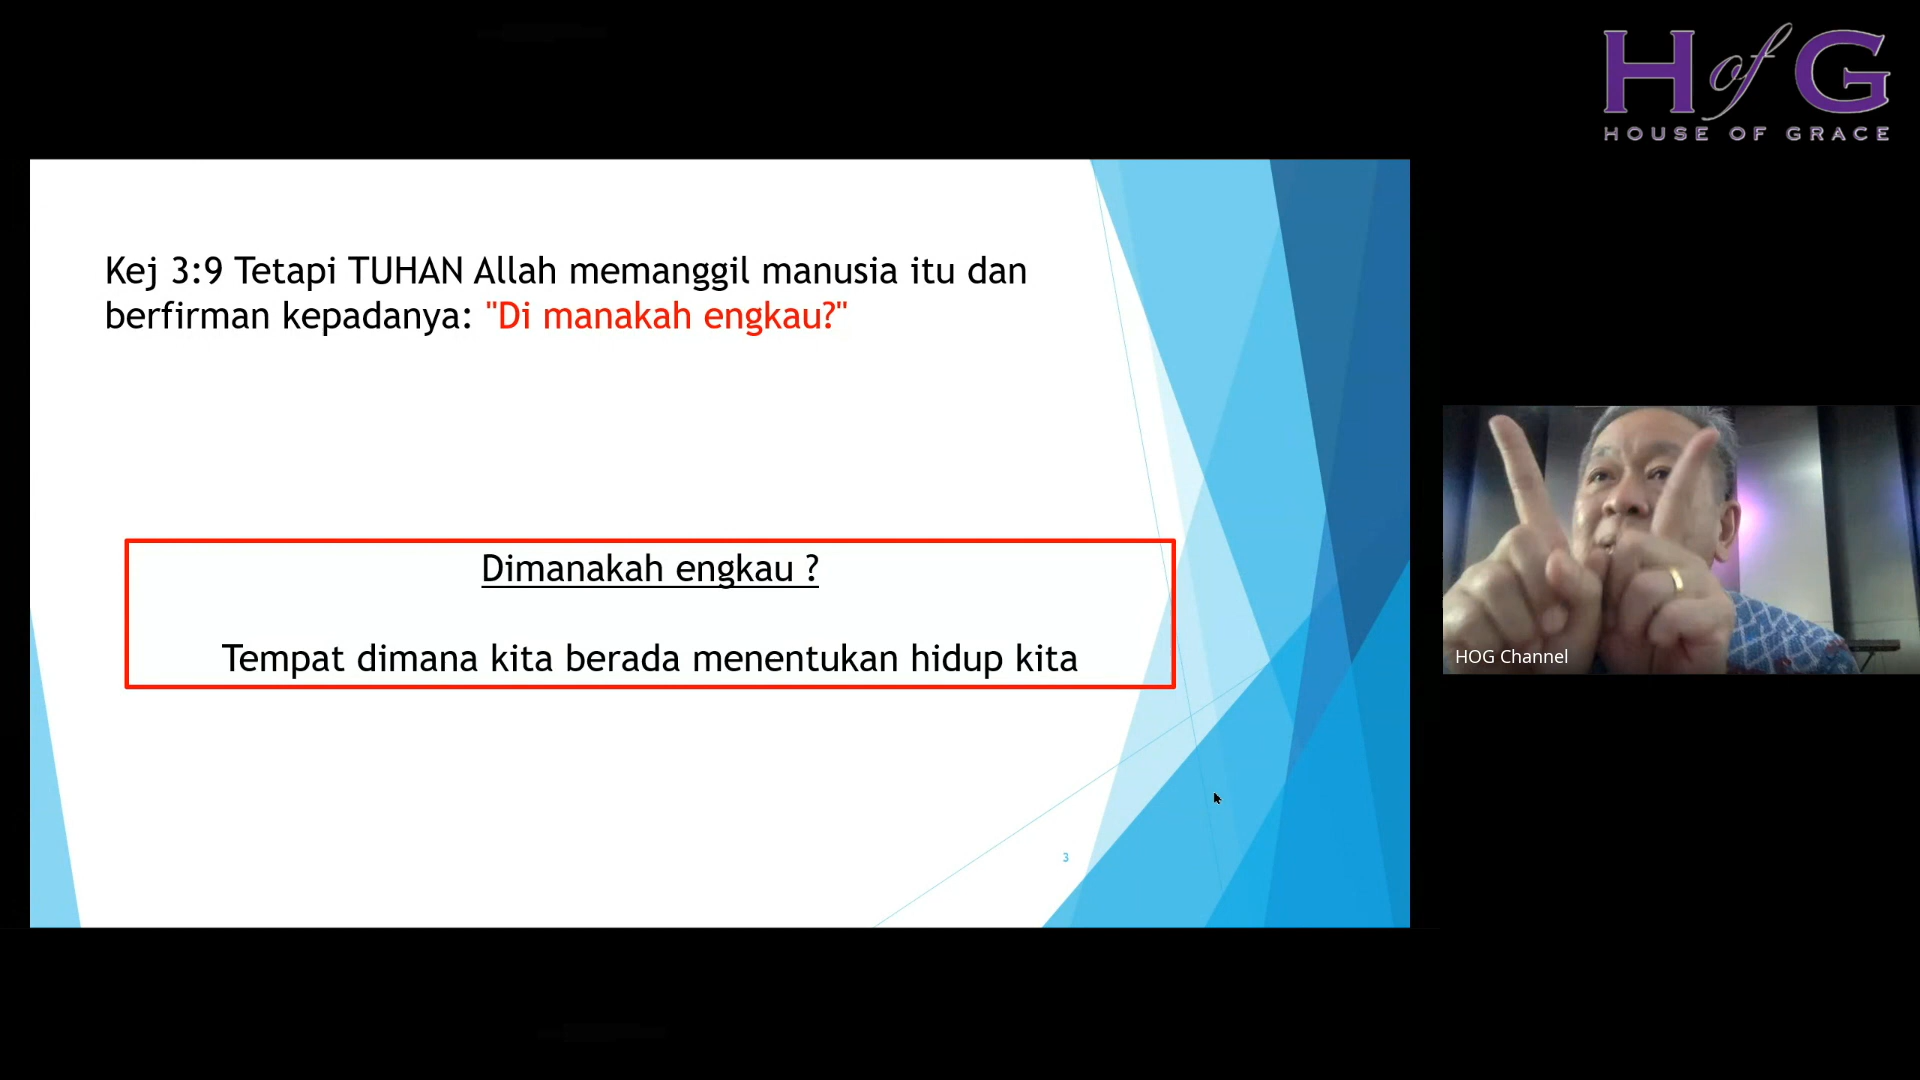 H of G
HOUSE OF GRACE
Kej 3:9 Tetapi TUHAN Allah memanggil manusia itu dan
berfirman kepadanya: "Di manakah engkau?"
Dimanakah engkau ?
Tempat dimana kita berada menentukan hidup kita
HOG Channel
3